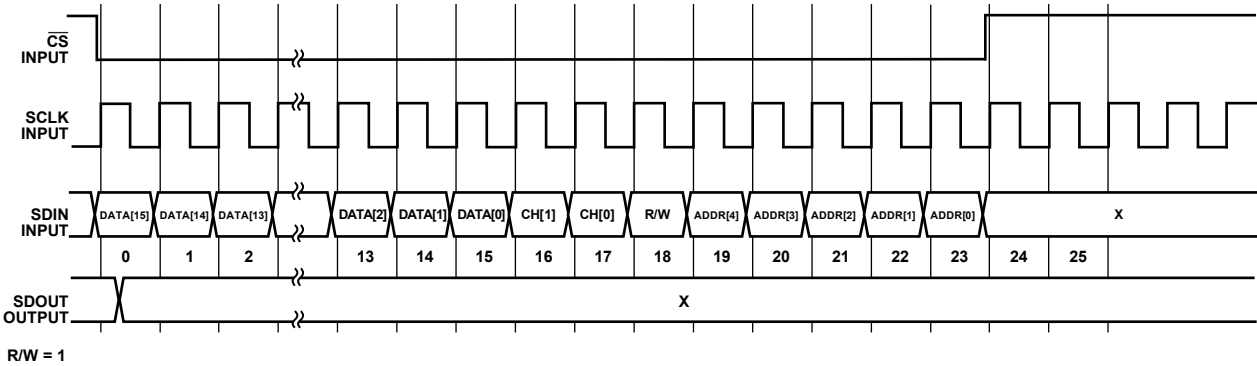 CS
INPUT
SCLK
INPUT
SDIN
INPUT
DATA[15] DATA[14] DATA[13] DATA[2] DATA[1] DATA[0] CH[1] CH[0] R/W ADDR[4] ADDR[3] ADDR[2] ADDR[1] ADDR[0] X
0 1 2 13 14 15 16 17 18 19 20 21 22 23 24 25
SDOUT
OUTPUT
X
R/W = 1